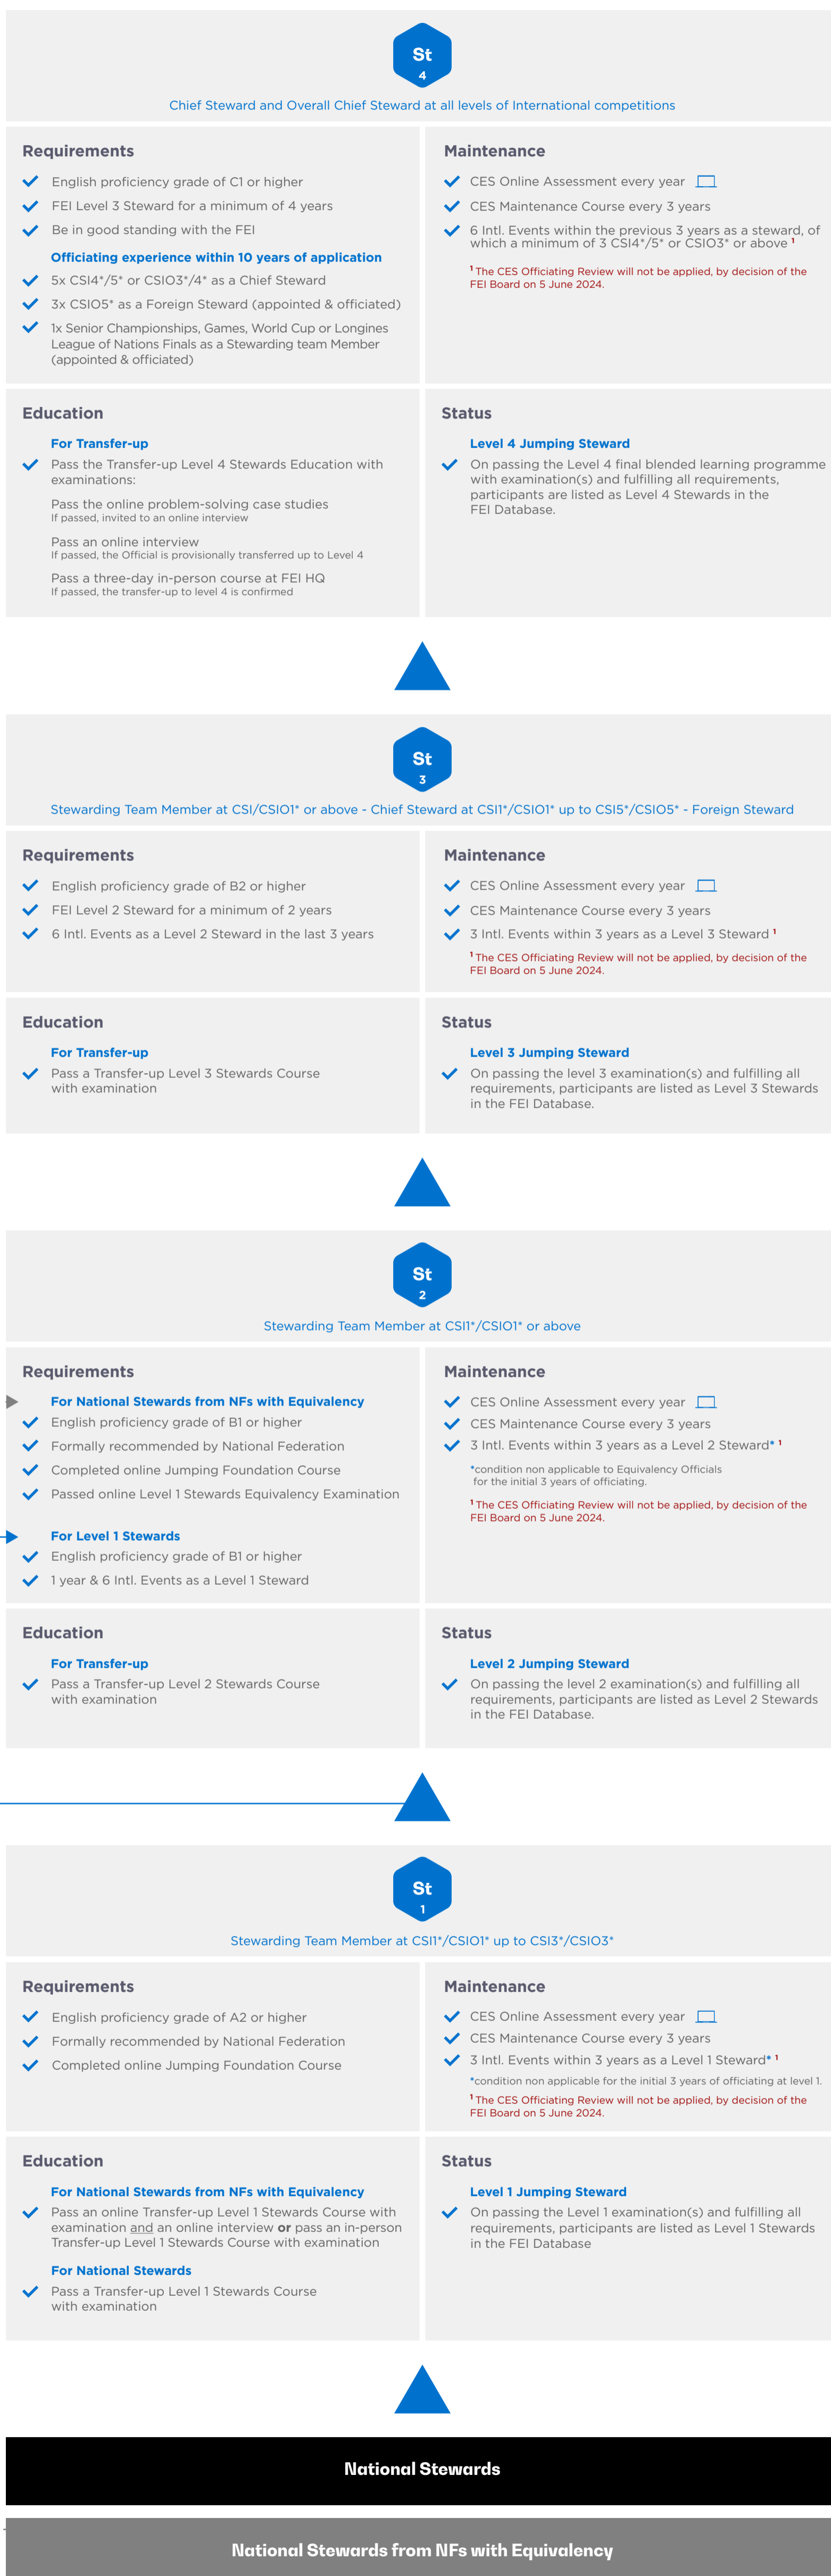 St
4
Chief Steward and Overall Chief Steward at all levels of International competitions
Requirements
English proficiency grade of C1 or higher
FEI Level 3 Steward for a minimum of 4 years
Be in good standing with the FEI
Officiating experience within 10 years of application
5x CSI4*/5* or CSIO3*/4* as a Chief Steward
3x CSIO5* as a Foreign Steward (appointed & officiated)
1x Senior Championships, Games, World Cup or Longines
League of Nations Finals as a Stewarding team Member
(appointed & officiated)
Maintenance
CES Online Assessment every year
CES Maintenance Course every 3 years
6 Intl. Events within the previous 3 years as a steward, of
which a minimum of 3 CSI4*/5* or CSIO3* or above ¹
¹ The CES Officiating Review will not be applied, by decision of the
FEI Board on 5 June 2024.
Education
For Transfer-up
Pass the Transfer-up Level 4 Stewards Education with
examinations:
Pass the online problem-solving case studies
If passed, invited to an online interview
Pass an online interview
If passed, the Official is provisionally transferred up to Level 4
Pass a three-day in-person course at FEI HQ
If passed, the transfer-up to level 4 is confirmed
Status
Level 4 Jumping Steward
On passing the Level 4 final blended learning programme
with examination(s) and fulfilling all requirements,
participants are listed as Level 4 Stewards in the
FEI Database.
St
3
Stewarding Team Member at CSI/CSIO1* or above - Chief Steward at CSI1*/CSIO1* up to CSI5*/CSIO5* - Foreign Steward
Requirements
English proficiency grade of B2 or higher
FEI Level 2 Steward for a minimum of 2 years
6 Intl. Events as a Level 2 Steward in the last 3 years
Maintenance
CES Online Assessment every year
CES Maintenance Course every 3 years
3 Intl. Events within 3 years as a Level 3 Steward ¹
¹ The CES Officiating Review will not be applied, by decision of the
FEI Board on 5 June 2024.
Education
For Transfer-up
Pass a Transfer-up Level 3 Stewards Course
with examination
Status
Level 3 Jumping Steward
On passing the level 3 examination(s) and fulfilling all
requirements, participants are listed as Level 3 Stewards
in the FEI Database.
St
2
Stewarding Team Member at CSI1*/CSIO1* or above
Requirements
For National Stewards from NFs with Equivalency
English proficiency grade of B1 or higher
Formally recommended by National Federation
Completed online Jumping Foundation Course
Passed online Level 1 Stewards Equivalency Examination
For Level 1 Stewards
English proficiency grade of B1 or higher
1 year & 6 Intl. Events as a Level 1 Steward
Maintenance
CES Online Assessment every year
CES Maintenance Course every 3 years
3 Intl. Events within 3 years as a Level 2 Steward* ¹
*condition non applicable to Equivalency Officials
for the initial 3 years of officiating.
¹ The CES Officiating Review will not be applied, by decision of the
FEI Board on 5 June 2024.
Education
For Transfer-up
Pass a Transfer-up Level 2 Stewards Course
with examination
Status
Level 2 Jumping Steward
On passing the level 2 examination(s) and fulfilling all
requirements, participants are listed as Level 2 Stewards
in the FEI Database.
St
1
Stewarding Team Member at CSI1*/CSIO1* up to CSI3*/CSIO3*
Requirements
English proficiency grade of A2 or higher
Formally recommended by National Federation
Completed online Jumping Foundation Course
Maintenance
CES Online Assessment every year
CES Maintenance Course every 3 years
3 Intl. Events within 3 years as a Level 1 Steward* ¹
*condition non applicable for the initial 3 years of officiating at level 1.
¹ The CES Officiating Review will not be applied, by decision of the
FEI Board on 5 June 2024.
Education
For National Stewards from NFs with Equivalency
Pass an online Transfer-up Level 1 Stewards Course with
examination and an online interview or pass an in-person
Transfer-up Level 1 Stewards Course with examination
For National Stewards
Pass a Transfer-up Level 1 Stewards Course
with examination
Status
Level 1 Jumping Steward
On passing the Level 1 examination(s) and fulfilling all
requirements, participants are listed as Level 1 Stewards
in the FEI Database
National Stewards
National Stewards from NFs with Equivalency